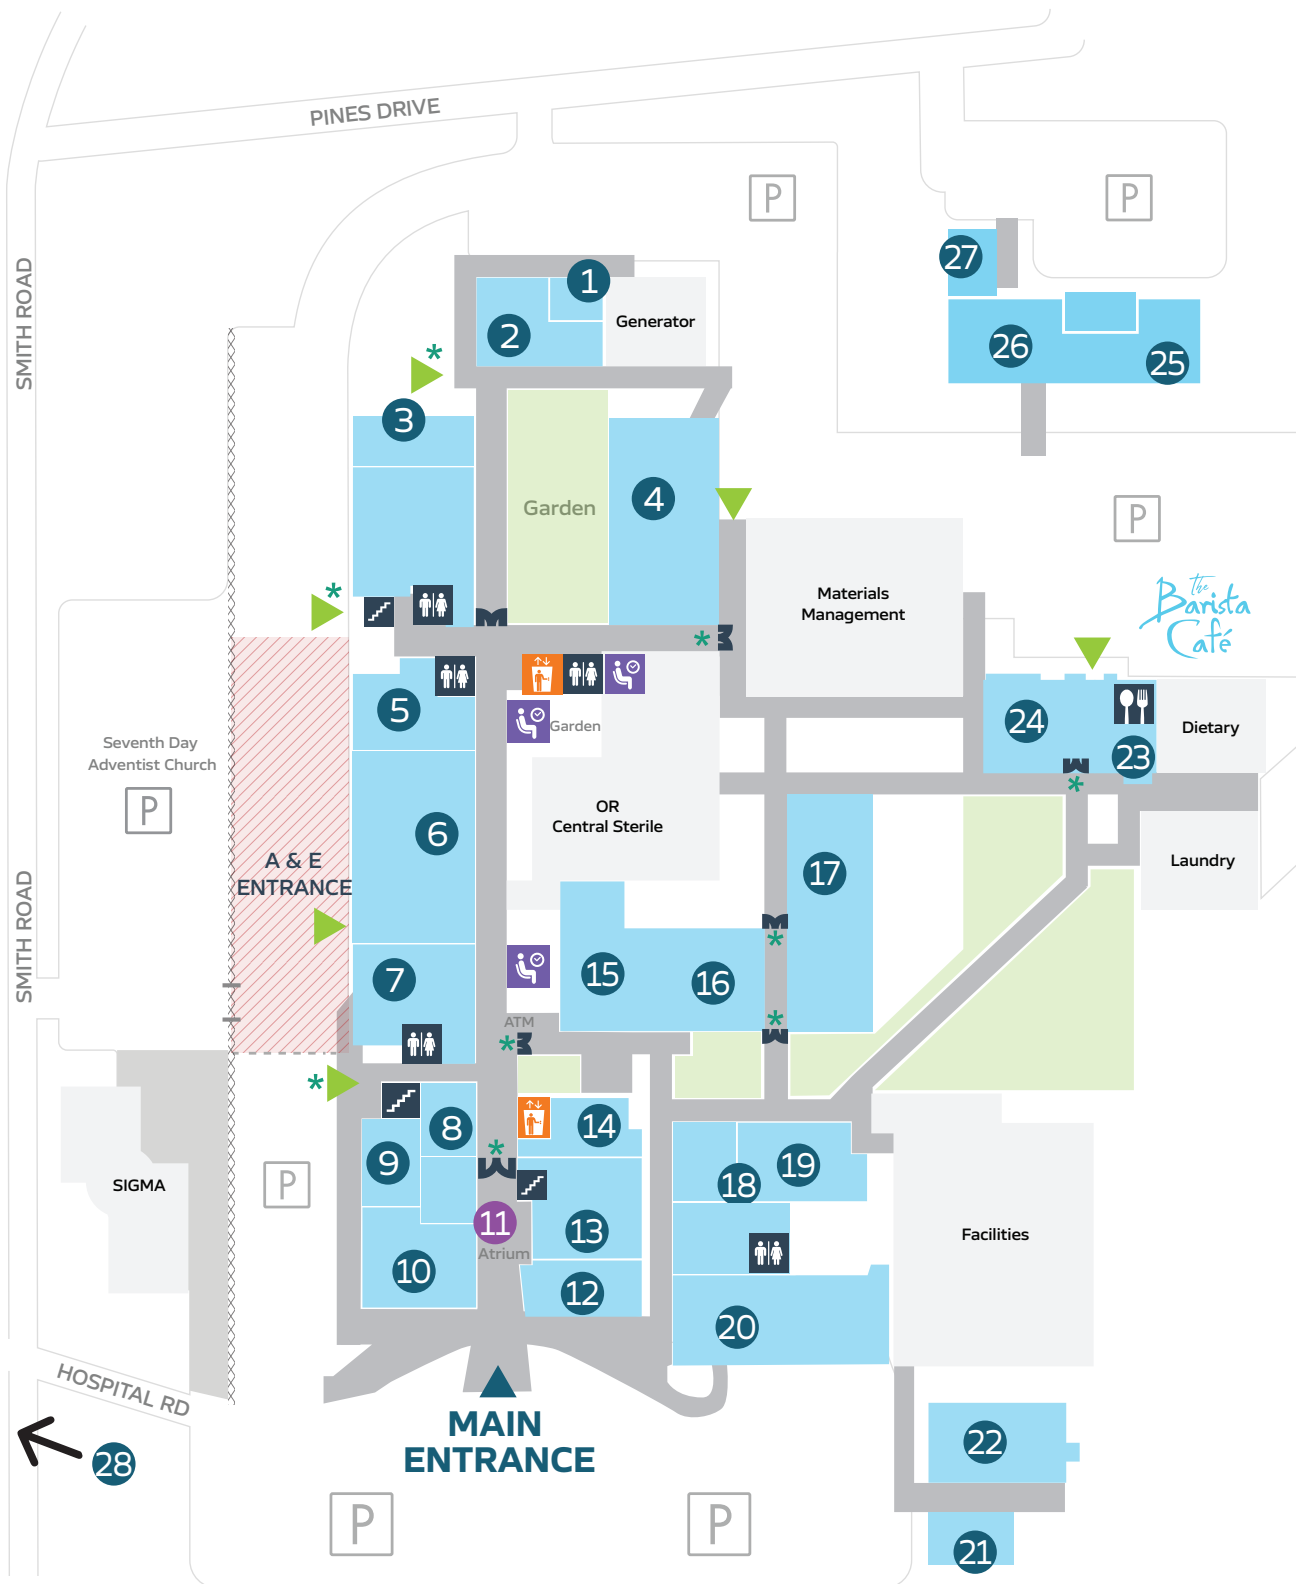 PINES DRIVE
P
P
SMITH ROAD
27
1
2
Generator
26
25
3
Garden
4
P
Materials
Management
The
Barista
Café
5
Garden
24
23
Dietary
Seventh Day
Adventist Church
P
OR
Central Sterile
6
A & E
ENTRANCE
17
Laundry
SMITH ROAD
7
15
16
ATM
8
14
9
18
19
SIGMA
P
11
Atrium
13
Facilities
10
12
20
HOSPITAL RD
MAIN
ENTRANCE
28
22
P
P
21